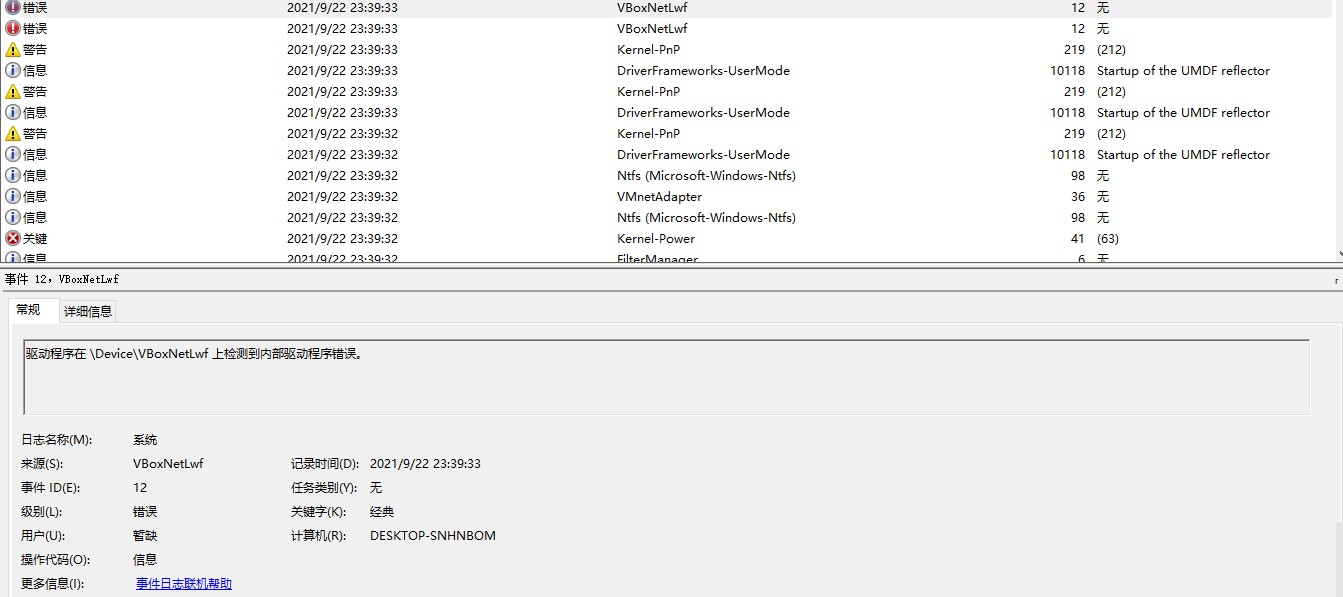 错误 2021/9/22 23:39:33 VBoxNetLwf 12 无
错误 2021/9/22 23:39:33 VBoxNetLwf 12 无
警告 2021/9/22 23:39:33 Kernel-PnP 219 (212)
信息 2021/9/22 23:39:33 DriverFrameworks-UserMode 10118 Startup of the UMDF reflector
警告 2021/9/22 23:39:33 Kernel-PnP 219 (212)
信息 2021/9/22 23:39:33 DriverFrameworks-UserMode 10118 Startup of the UMDF reflector
警告 2021/9/22 23:39:32 Kernel-PnP 219 (212)
信息 2021/9/22 23:39:32 DriverFrameworks-UserMode 10118 Startup of the UMDF reflector
信息 2021/9/22 23:39:32 Ntfs (Microsoft-Windows-Ntfs) 98 无
信息 2021/9/22 23:39:32 VMnetAdapter 36 无
信息 2021/9/22 23:39:32 Ntfs (Microsoft-Windows-Ntfs) 98 无
关键 2021/9/22 23:39:32 Kernel-Power 41 (63)
信息 2021/9/22 23:39:32 FilterManager 6 无
事件 12，VBoxNetLwf
常规 详细信息
驱动程序在 \Device\VBoxNetLwf 上检测到内部驱动程序错误。
日志名称(M): 系统
来源(S): VBoxNetLwf 记录时间(D): 2021/9/22 23:39:33
事件 ID(E): 12 任务类别(Y): 无
级别(L): 错误 关键字(K): 经典
用户(U): 暂缺 计算机(R): DESKTOP-SNHNBOM
操作代码(O): 信息
更多信息(I): 事件日志联机帮助